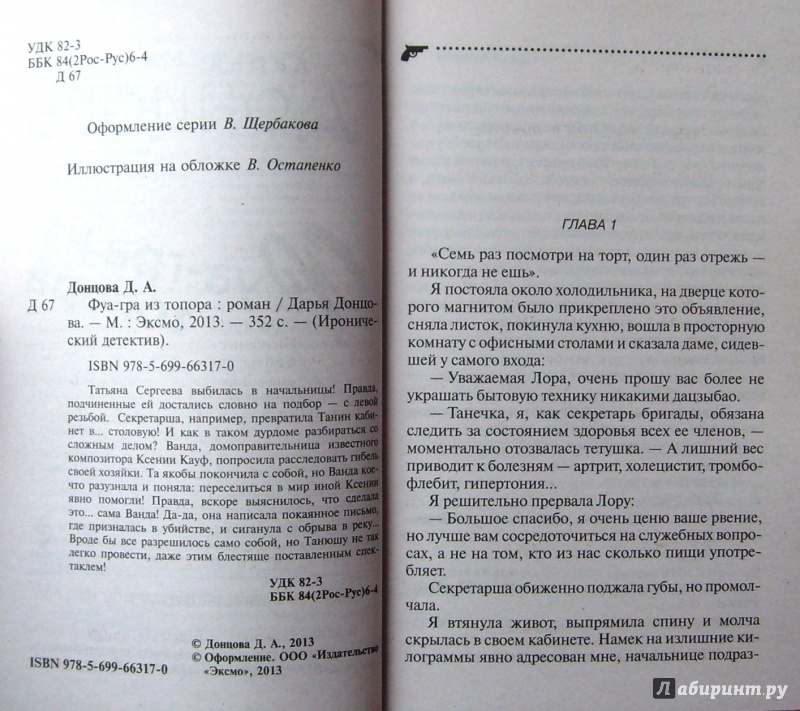 УДК 82-3
ББК 84(2Рос-Рус)6-4
Д 67
Оформление серии В. Щербакова
Иллюстрация на обложке В. Остапенко
Донцова Д. А.
Д 67 Фуа-гра из топора : роман / Дарья Донцо-
ва. — М. : Эксмо, 2013. — 352 с. — (Ирониче-
ский детектив).
ISBN 978-5-699-66317-0
Татьяна Сергеева выбилась в начальницы! Правда,
подчиненные ей достались словно на подбор — с левой
резьбой. Секретарша, например, превратила Танин каби-
нет в... столовую! И как в таком дурдоме разбираться со
сложным делом? Ванда, домоправительница известного
композитора Ксении Кауф, попросила расследовать гибель
своей хозяйки. Та якобы покончила с собой, но Ванда кое-
что разузнала и поняла: переселиться в мир иной Ксении
явно помогли! Правда, вскоре выяснилось, что сделала
это... сама Ванда! Да-да, она написала покаянное письмо,
где призналась в убийстве, и сиганула с обрыва в реку...
Вроде бы все разрешилось само собой, но Танюшу не так
легко провести, даже этим блестяще поставленным спек-
таклем!
УДК 82-3
ББК 84(2Рос-Рус)6-4
© Донцова Д. А., 2013
© Оформление. ООО «Издательство
ISBN 978-5-699-66317-0 «Эксмо», 2013
ГЛАВА 1
«Семь раз посмотри на торт, один раз отрежь —
и никогда не ешь».
Я постояла около холодильника, на дверце кото-
рого магнитом было прикреплено это объявление,
сняла листок, покинула кухню, вошла в просторную
комнату с офисными столами и сказала даме, сидев-
шей у самого входа:
— Уважаемая Лора, очень прошу вас более не
украшать бытовую технику никакими дацзыбао.
— Танечка, я, как секретарь бригады, обязана
следить за состоянием здоровья всех ее членов, —
моментально отозвалась тетушка. — А лишний вес
приводит к болезням — артрит, холецистит, тромбо-
флебит, гипертония...
Я решительно прервала Лору:
— Большое спасибо, я очень ценю ваше рвение,
но лучше вам сосредоточиться на служебных вопро-
сах, а не на том, кто из нас сколько пищи употре-
бляет.
Секретарша обиженно поджала губы, но промол-
чала.
Я втянула живот, выпрямила спину и молча
скрылась в своем кабинете. Намек на излишние ки-
лограммы явно адресован мне, начальнице подраз-
Лабиринт.ру